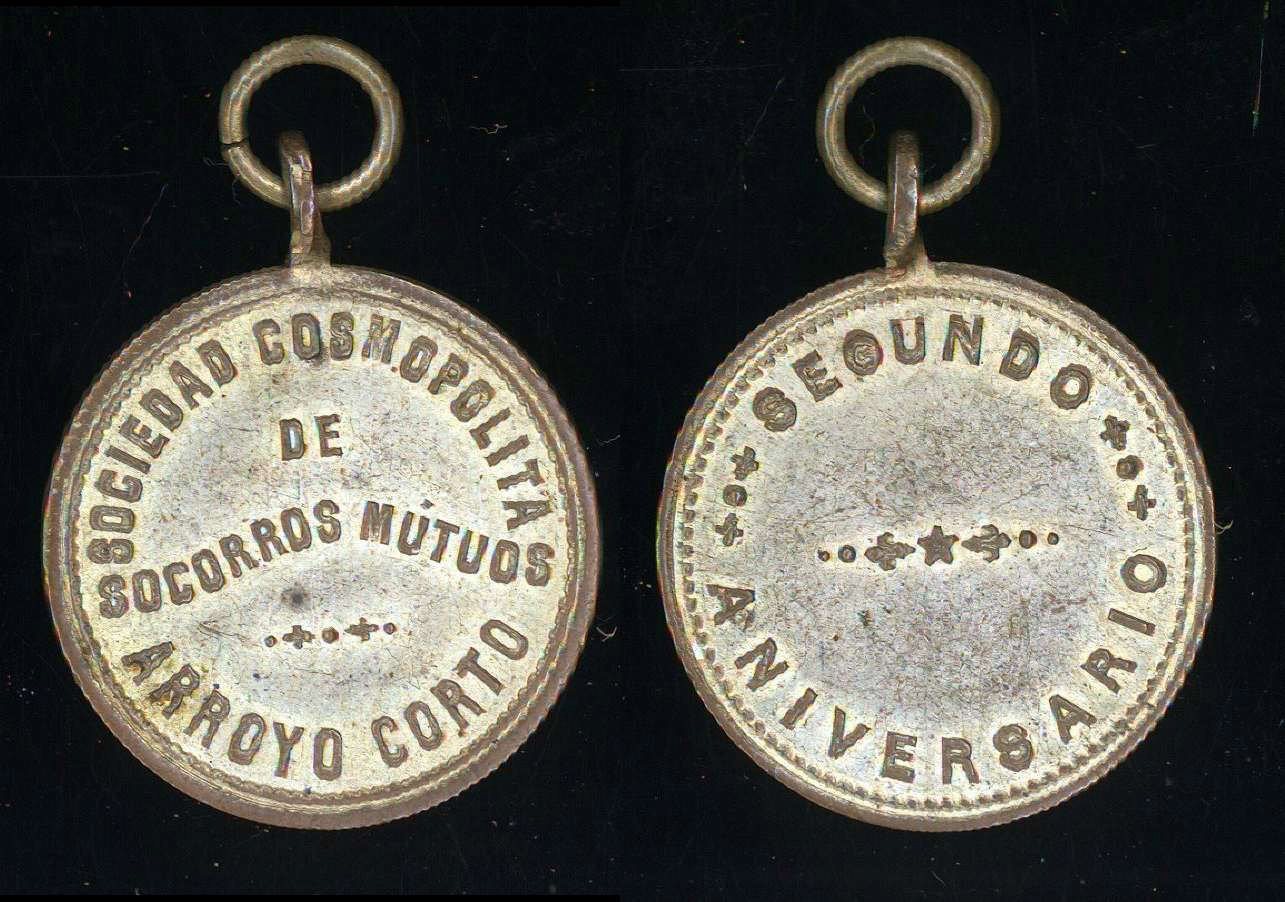 SOCIEDAD COSMOPOLITA
DE
SOCORROS MÚTUOS
ARROYO CORTO
SEGUNDO
ANIVERSARIO